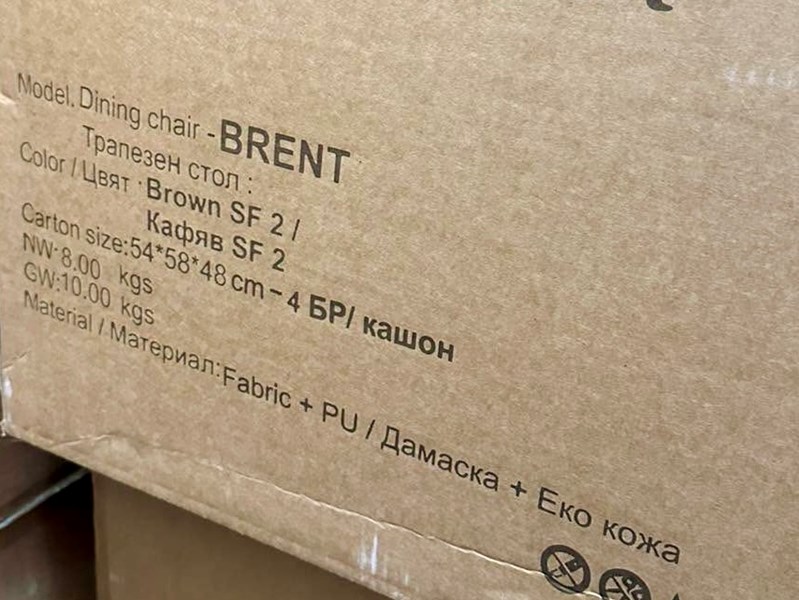 Model. Dining chair - BRENT
Трапезен стол :
Color / Цвят : Brown SF 2 /
Кафяв SF 2
Carton size:54*58*48 cm - 4 БР/ кашон
NW:8.00 kgs
GW:10.00 kgs
Material / Материал:Fabric + PU / Дамаска + Еко кожа